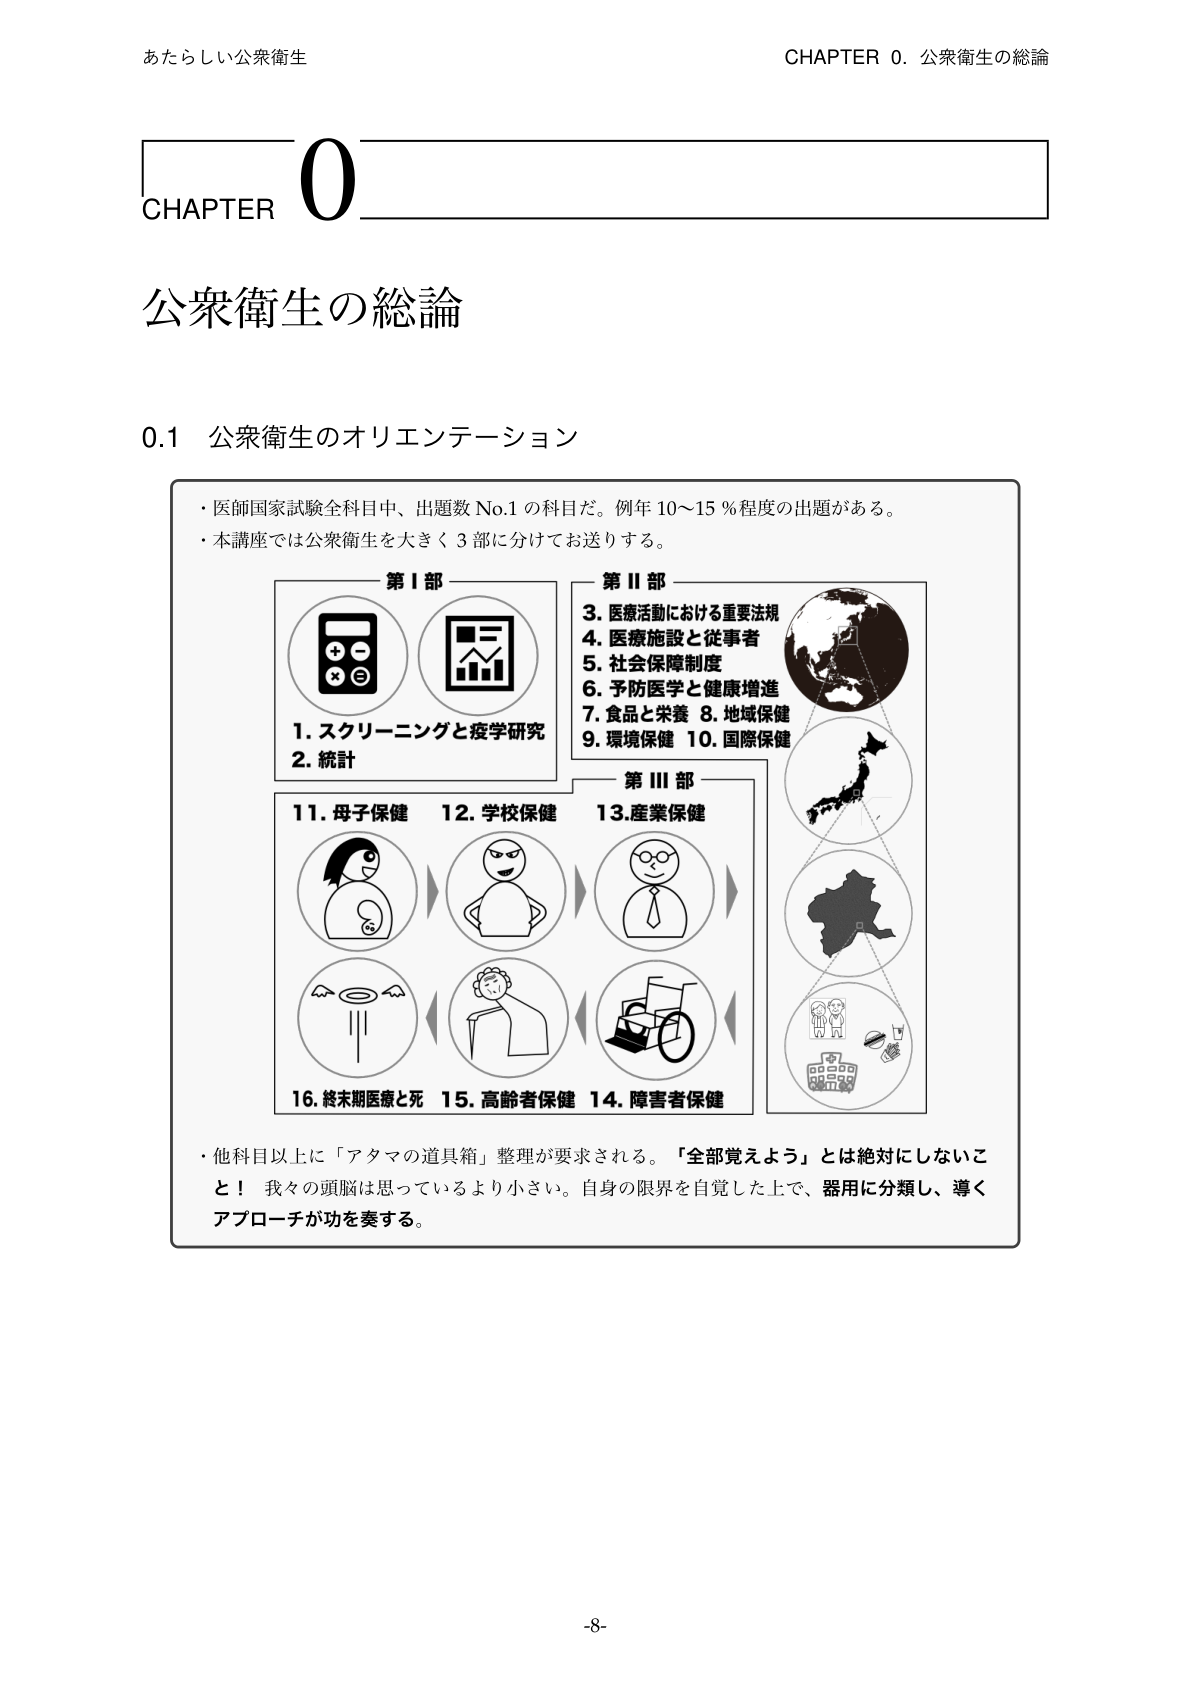 あたらしい公衆衛生
CHAPTER 0. 公衆衛生の総論
CHAPTER 0
公衆衛生の総論
0.1 公衆衛生のオリエンテーション
・医師国家試験全科目中、出題数 No.1 の科目だ。例年 10〜15 %程度の出題がある。
・本講座では公衆衛生を大きく 3 部に分けてお送りする。
第 I 部
1. スクリーニングと疫学研究
2. 統計
第 II 部
3. 医療活動における重要法規
4. 医療施設と従事者
5. 社会保障制度
6. 予防医学と健康増進
7. 食品と栄養 8. 地域保健
9. 環境保健 10. 国際保健
第 III 部
11. 母子保健 12. 学校保健 13.産業保健
16. 終末期医療と死 15. 高齢者保健 14. 障害者保健
・他科目以上に「アタマの道具箱」整理が要求される。「全部覚えよう」とは絶対にしないこ
と！ 我々の頭脳は思っているより小さい。自身の限界を自覚した上で、器用に分類し、導く
アプローチが功を奏する。
-8-